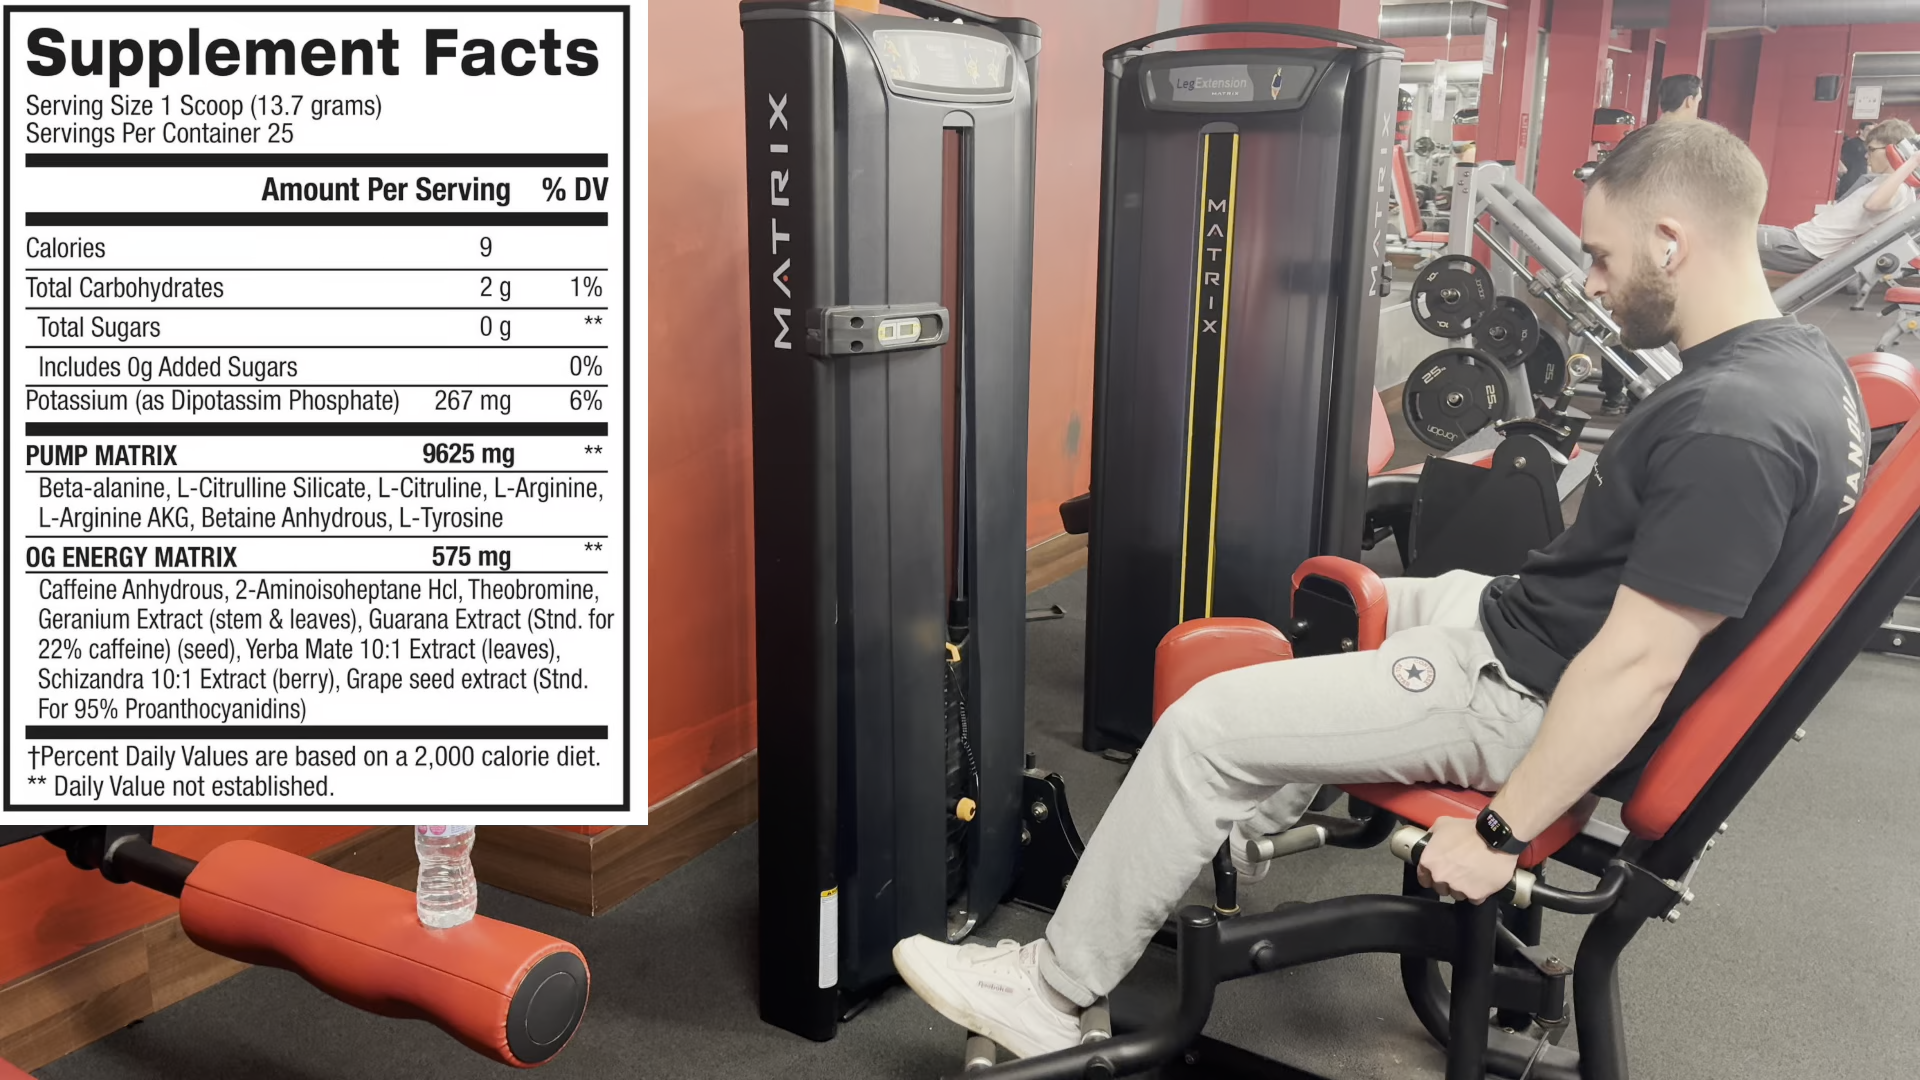 Supplement Facts
Serving Size 1 Scoop (13.7 grams)
Servings Per Container 25
Amount Per Serving % DV
Calories 9
Total Carbohydrates 2 g 1%
Total Sugars 0 g **
Includes 0g Added Sugars 0%
Potassium (as Dipotassim Phosphate) 267 mg 6%
PUMP MATRIX 9625 mg **
Beta-alanine, L-Citrulline Silicate, L-Citruline, L-Arginine,
L-Arginine AKG, Betaine Anhydrous, L-Tyrosine
OG ENERGY MATRIX 575 mg **
Caffeine Anhydrous, 2-Aminoisoheptane Hcl, Theobromine,
Geranium Extract (stem & leaves), Guarana Extract (Stnd. for
22% caffeine) (seed), Yerba Mate 10:1 Extract (leaves),
Schizandra 10:1 Extract (berry), Grape seed extract (Stnd.
For 95% Proanthocyanidins)
†Percent Daily Values are based on a 2,000 calorie diet.
** Daily Value not established.
MATRIX
LegExtension
MATRIX
MATRIX
MATRIX
25
25
Reebok